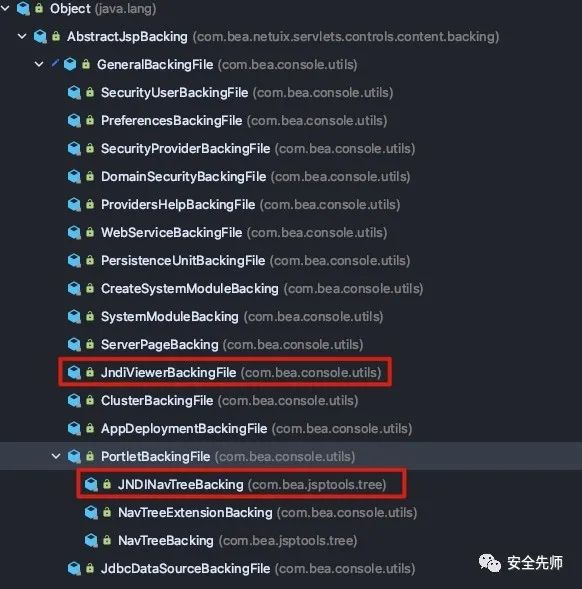 Object (java.lang)
AbstractJspBacking (com.bea.netuix.servlets.controls.content.backing)
GeneralBackingFile (com.bea.console.utils)
SecurityUserBackingFile (com.bea.console.utils)
PreferencesBackingFile (com.bea.console.utils)
SecurityProviderBackingFile (com.bea.console.utils)
DomainSecurityBackingFile (com.bea.console.utils)
ProvidersHelpBackingFile (com.bea.console.utils)
WebServiceBackingFile (com.bea.console.utils)
PersistenceUnitBackingFile (com.bea.console.utils)
CreateSystemModuleBacking (com.bea.console.utils)
SystemModuleBacking (com.bea.console.utils)
ServerPageBacking (com.bea.console.utils)
JndiViewerBackingFile (com.bea.console.utils)
ClusterBackingFile (com.bea.console.utils)
AppDeploymentBackingFile (com.bea.console.utils)
PortletBackingFile (com.bea.console.utils)
JNDINavTreeBacking (com.bea.jsptools.tree)
NavTreeExtensionBacking (com.bea.console.utils)
NavTreeBacking (com.bea.jsptools.tree)
JdbcDataSourceBackingFile (com.bea.console.utils)
安全先师